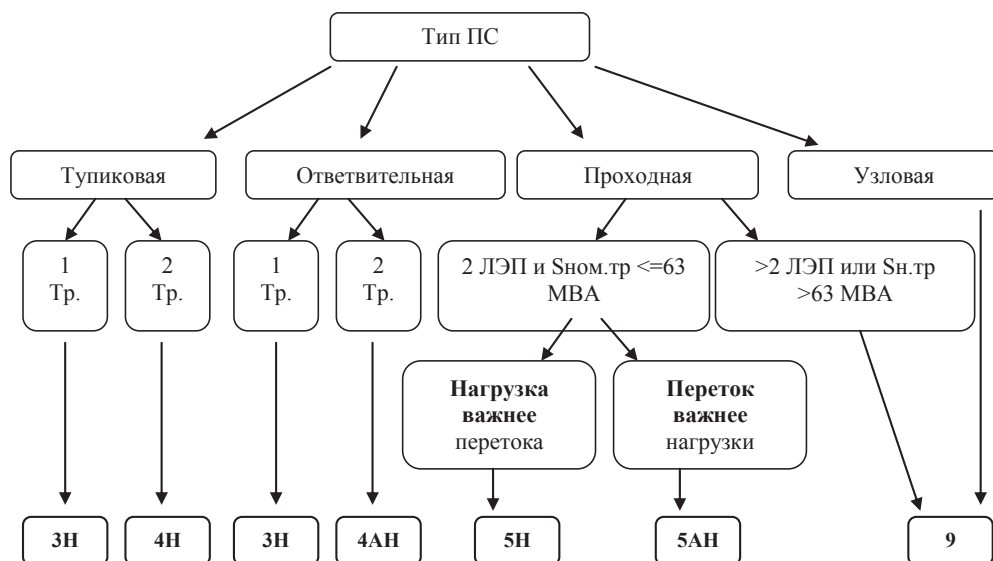 Тип ПС
Тупиковая
Ответвительная
Проходная
Узловая
1
Тр.
2
Тр.
1
Тр.
2
Тр.
2 ЛЭП и Sном.тр <=63
МВА
>2 ЛЭП или Sн.тр
>63 МВА
Нагрузка
важнее
перетока
Переток
важнее
нагрузки
3Н
4Н
3Н
4АН
5Н
5АН
9